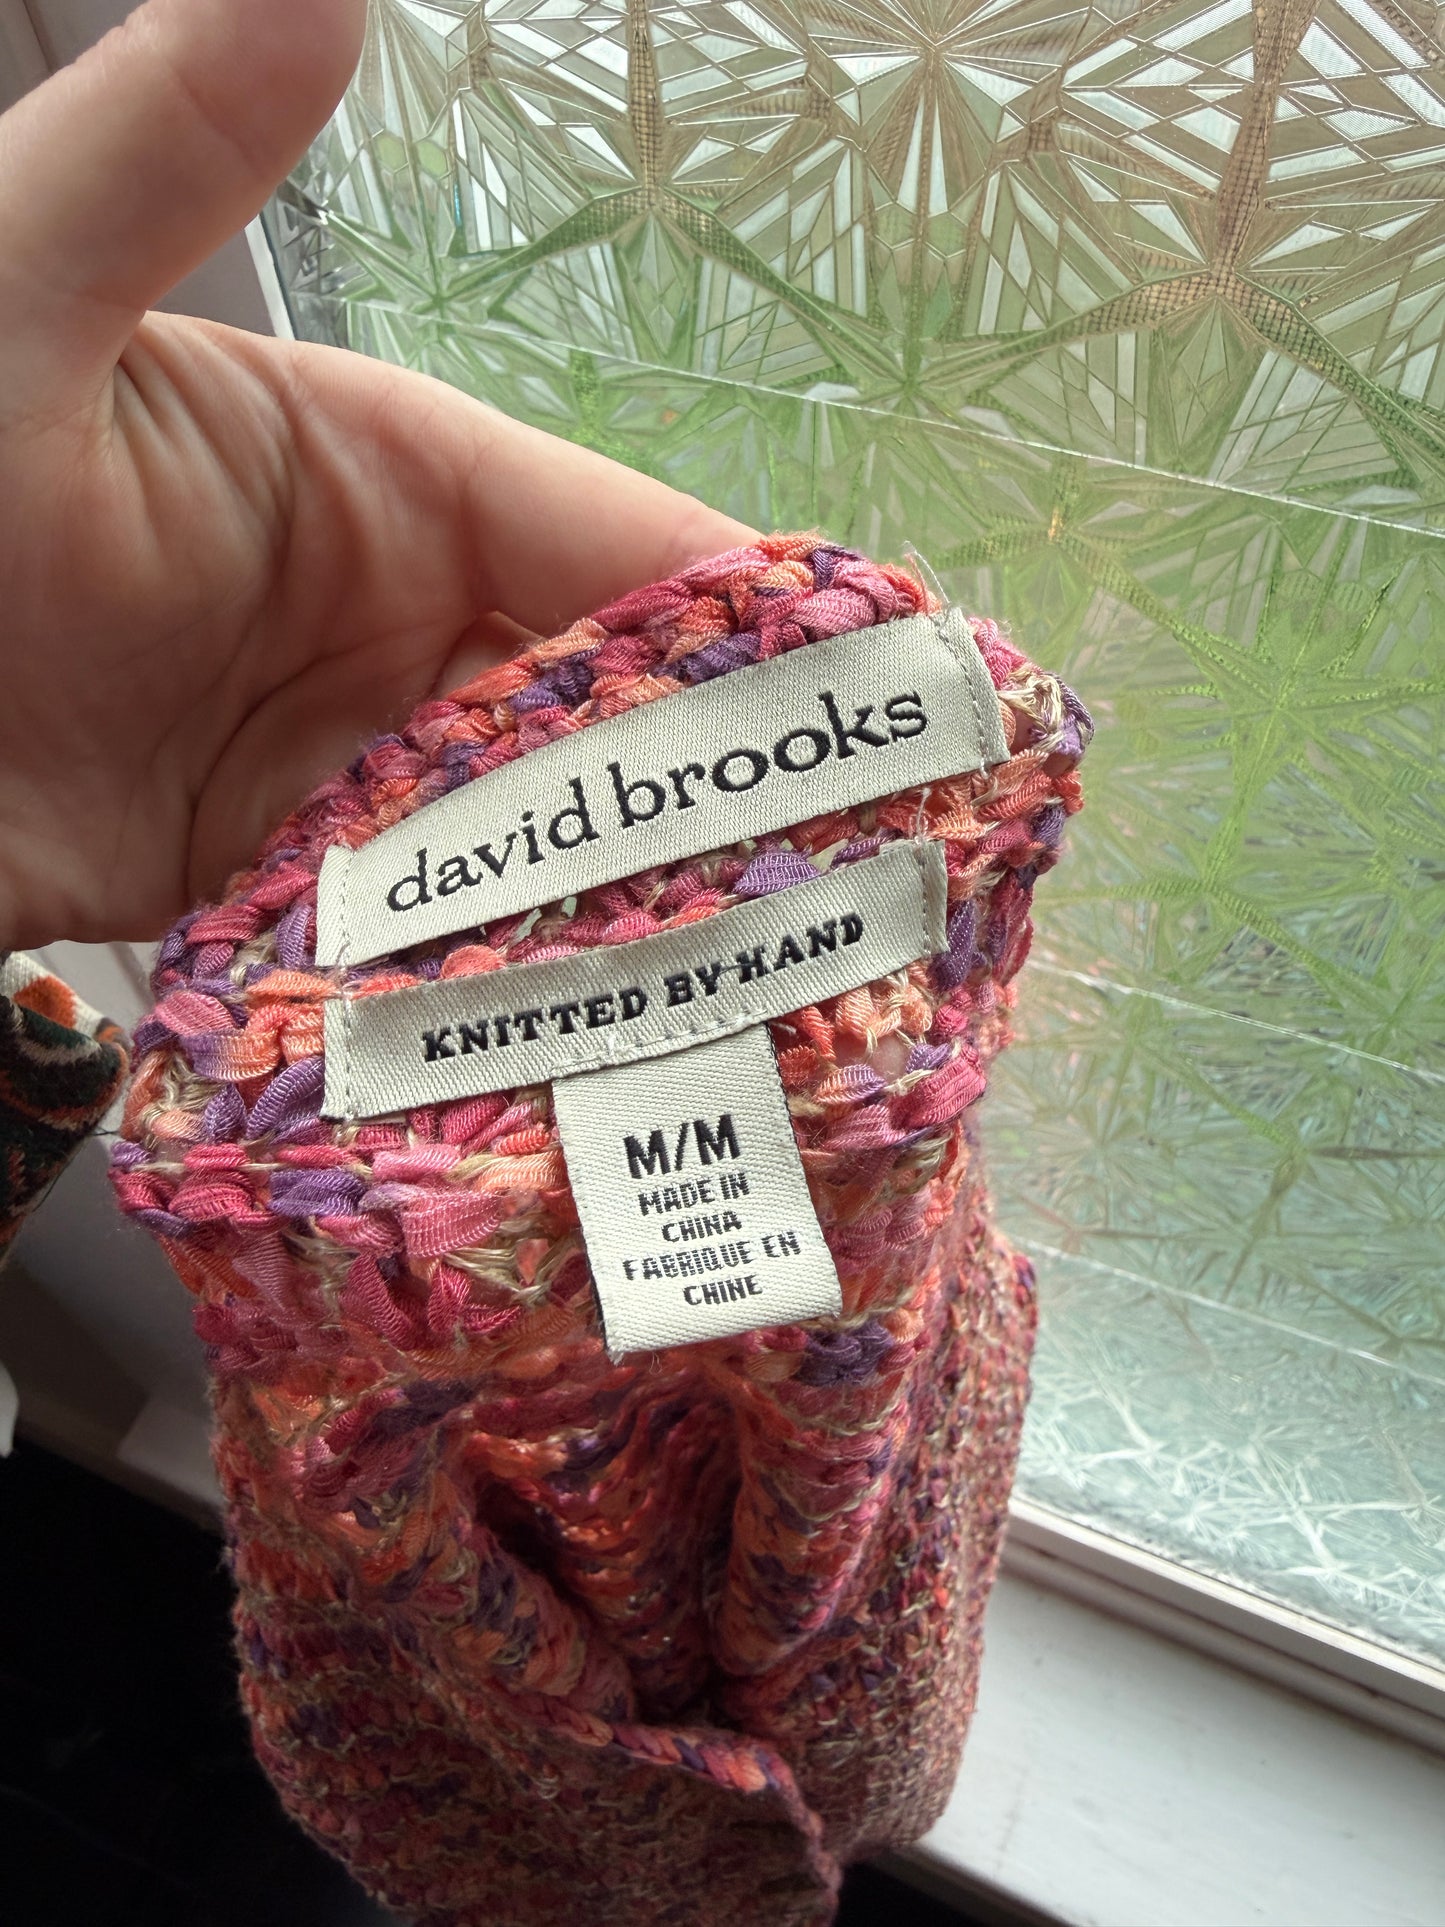 david brooks
KNITTED BY HAND
M/M
MADE IN
CHINA
FABRIQUE EN
CHINE